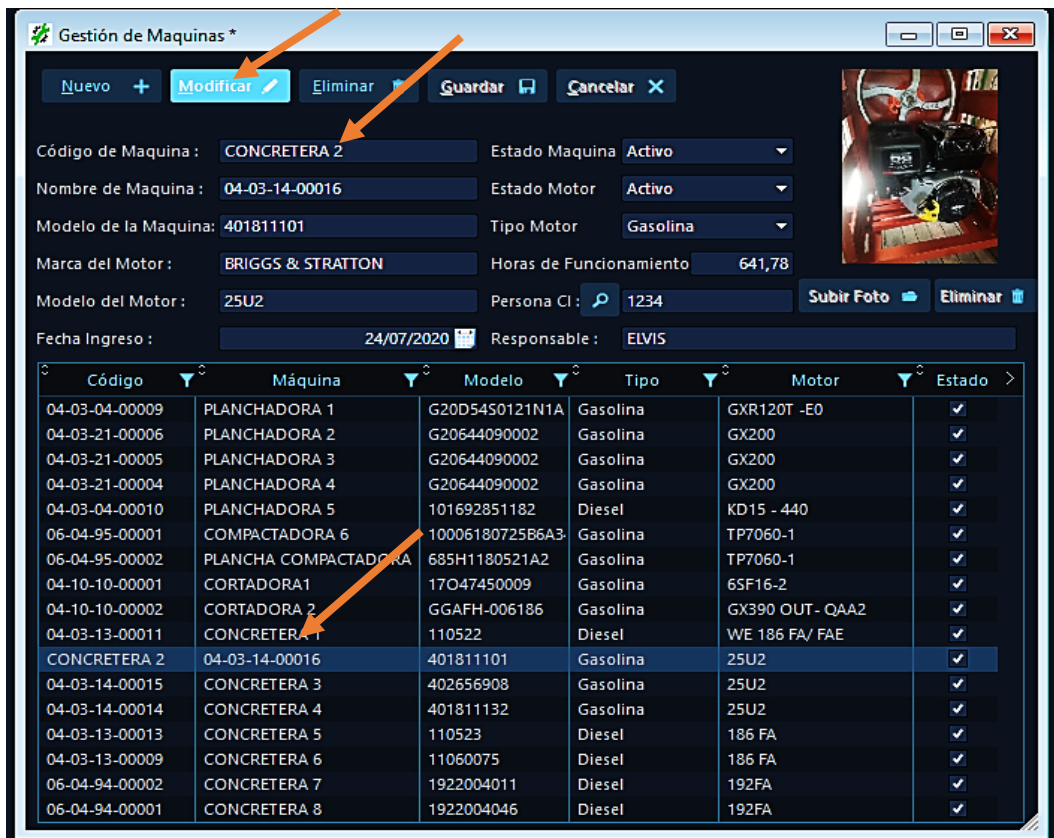 Gestión de Maquinas *
Nuevo + Modificar Eliminar Guardar Cancelar X
Código de Maquina : CONCRETERA 2 Estado Maquina Activo
Nombre de Maquina : 04-03-14-00016 Estado Motor Activo
Modelo de la Maquina: 401811101 Tipo Motor Gasolina
Marca del Motor : BRIGGS & STRATTON Horas de Funcionamiento 641,78
Modelo del Motor : 25U2 Persona CI : 1234 Subir Foto Eliminar
Fecha Ingreso : 24/07/2020 Responsable : ELVIS
Código Máquina Modelo Tipo Motor Estado >
04-03-04-00009 PLANCHADORA 1 G20D54S0121N1A Gasolina GXR120T -E0
04-03-21-00006 PLANCHADORA 2 G20644090002 Gasolina GX200
04-03-21-00005 PLANCHADORA 3 G20644090002 Gasolina GX200
04-03-21-00004 PLANCHADORA 4 G20644090002 Gasolina GX200
04-03-04-00010 PLANCHADORA 5 101692851182 Diesel KD15 - 440
06-04-95-00001 COMPACTADORA 6 10006180725B6A3 Gasolina TP7060-1
06-04-95-00002 PLANCHA COMPACTADORA 685H1180521A2 Gasolina TP7060-1
04-10-10-00001 CORTADORA1 17O47450009 Gasolina 6SF16-2
04-10-10-00002 CORTADORA 2 GGAFH-006186 Gasolina GX390 OUT- QAA2
04-03-13-00011 CONCRETERA 1 110522 Diesel WE 186 FA/ FAE
CONCRETERA 2 04-03-14-00016 401811101 Gasolina 25U2
04-03-14-00015 CONCRETERA 3 402656908 Gasolina 25U2
04-03-14-00014 CONCRETERA 4 401811132 Gasolina 25U2
04-03-13-00013 CONCRETERA 5 110523 Diesel 186 FA
04-03-13-00009 CONCRETERA 6 11060075 Diesel 186 FA
06-04-94-00002 CONCRETERA 7 1922004011 Diesel 192FA
06-04-94-00001 CONCRETERA 8 1922004046 Diesel 192FA